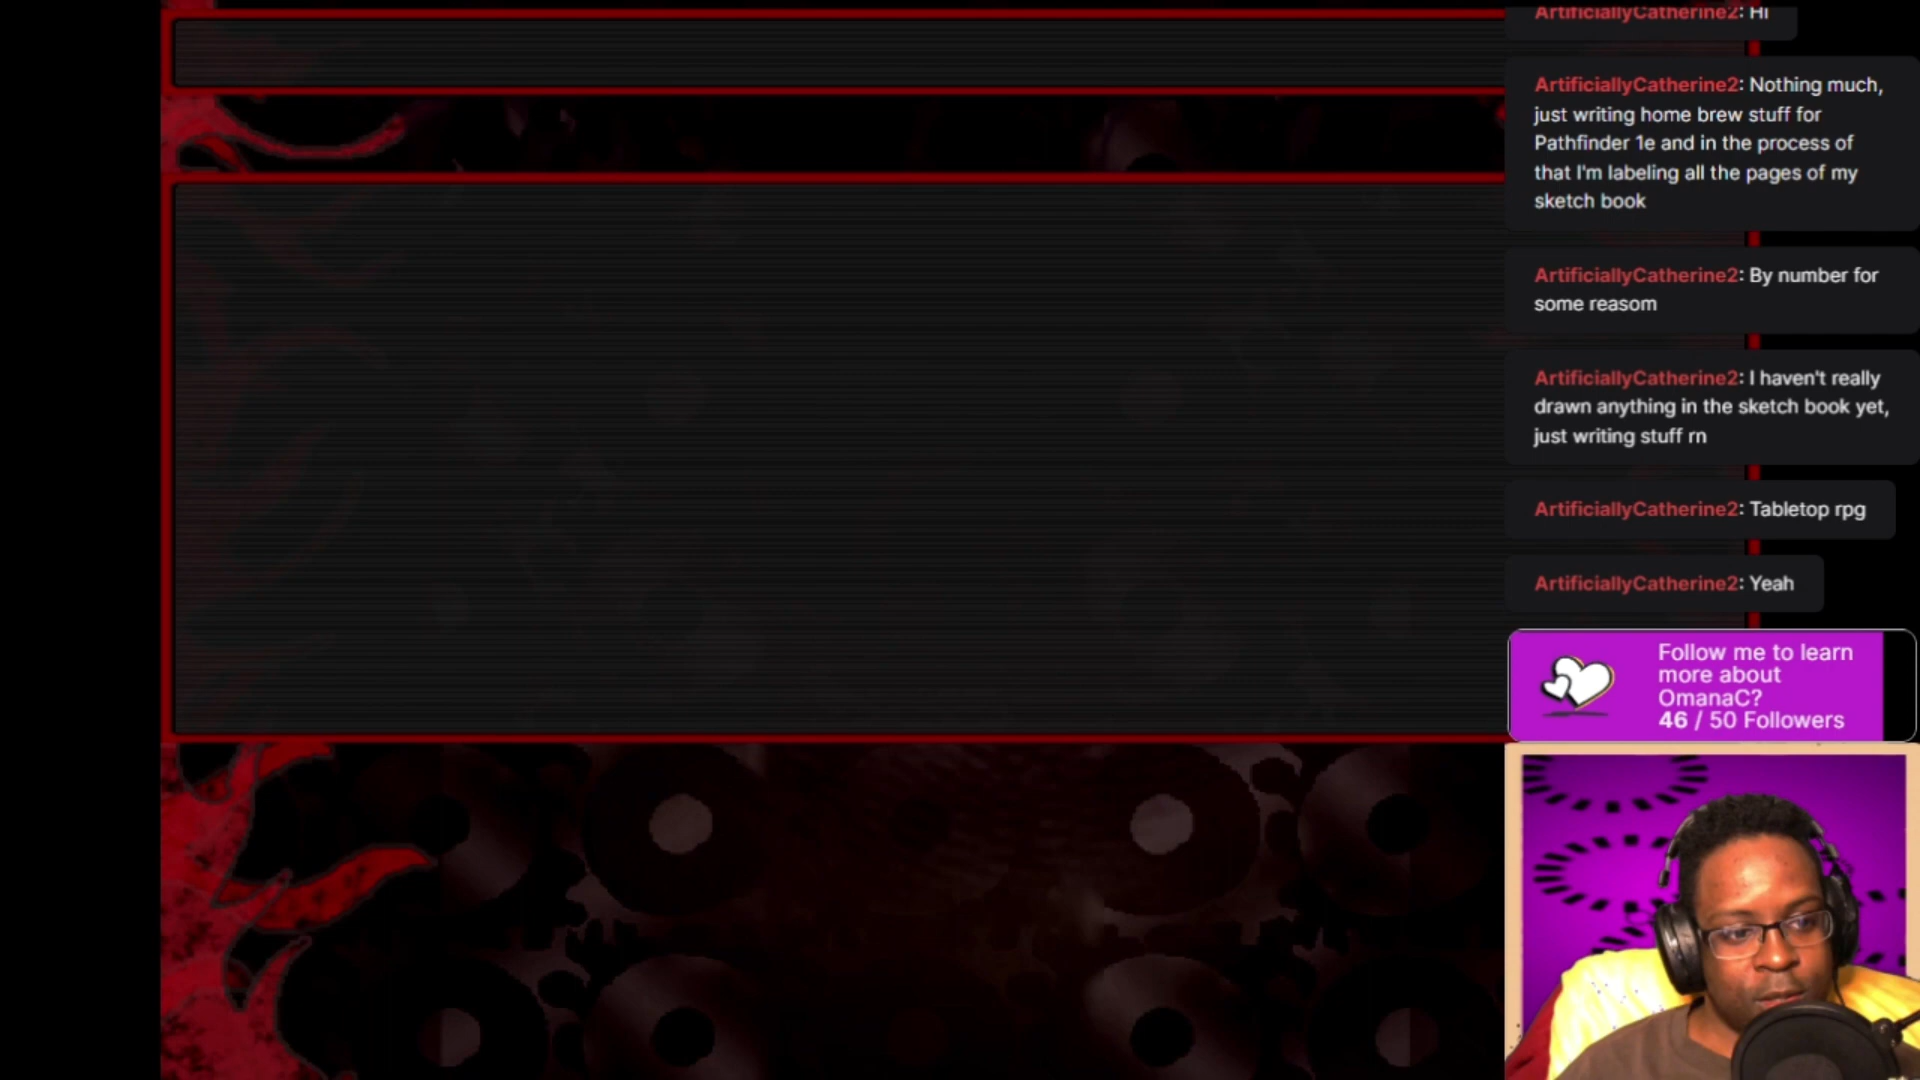 ArtificiallyCatherine2: Hi
ArtificiallyCatherine2: Nothing much,
just writing home brew stuff for
Pathfinder 1e and in the process of
that I'm labeling all the pages of my
sketch book
ArtificiallyCatherine2: By number for
some reasom
ArtificiallyCatherine2: I haven't really
drawn anything in the sketch book yet,
just writing stuff rn
ArtificiallyCatherine2: Tabletop rpg
ArtificiallyCatherine2: Yeah
Follow me to learn
more about
OmanaC?
46 / 50 Followers